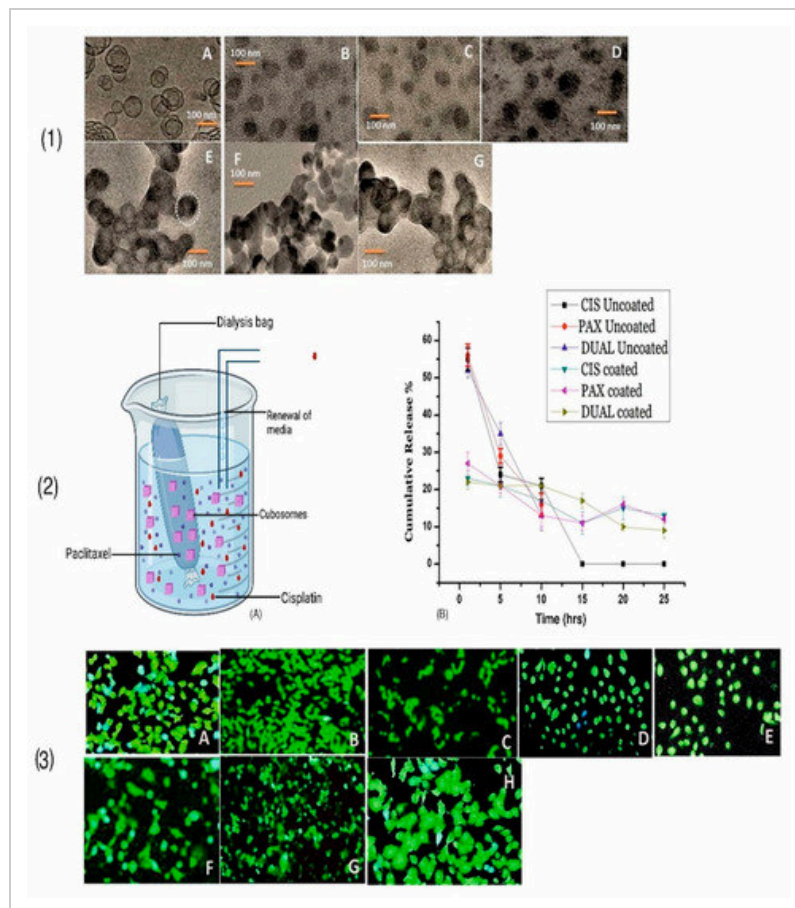 (1)
A
100 nm
100 nm
B
100 nm
C
100 nm
D
100 nm
E
100 nm
F
100 nm
G
100 nm
(2)
Dialysis bag
Renewal of
media
Cubosomes
Paclitaxel
Cisplatin
(A)
CIS Uncoated
PAX Uncoated
DUAL Uncoated
CIS coated
PAX coated
DUAL coated
Cumulative Release %
60
50
40
30
20
10
0
0
5
10
15
20
25
Time (hrs)
(B)
(3)
A
B
C
D
E
F
G
H